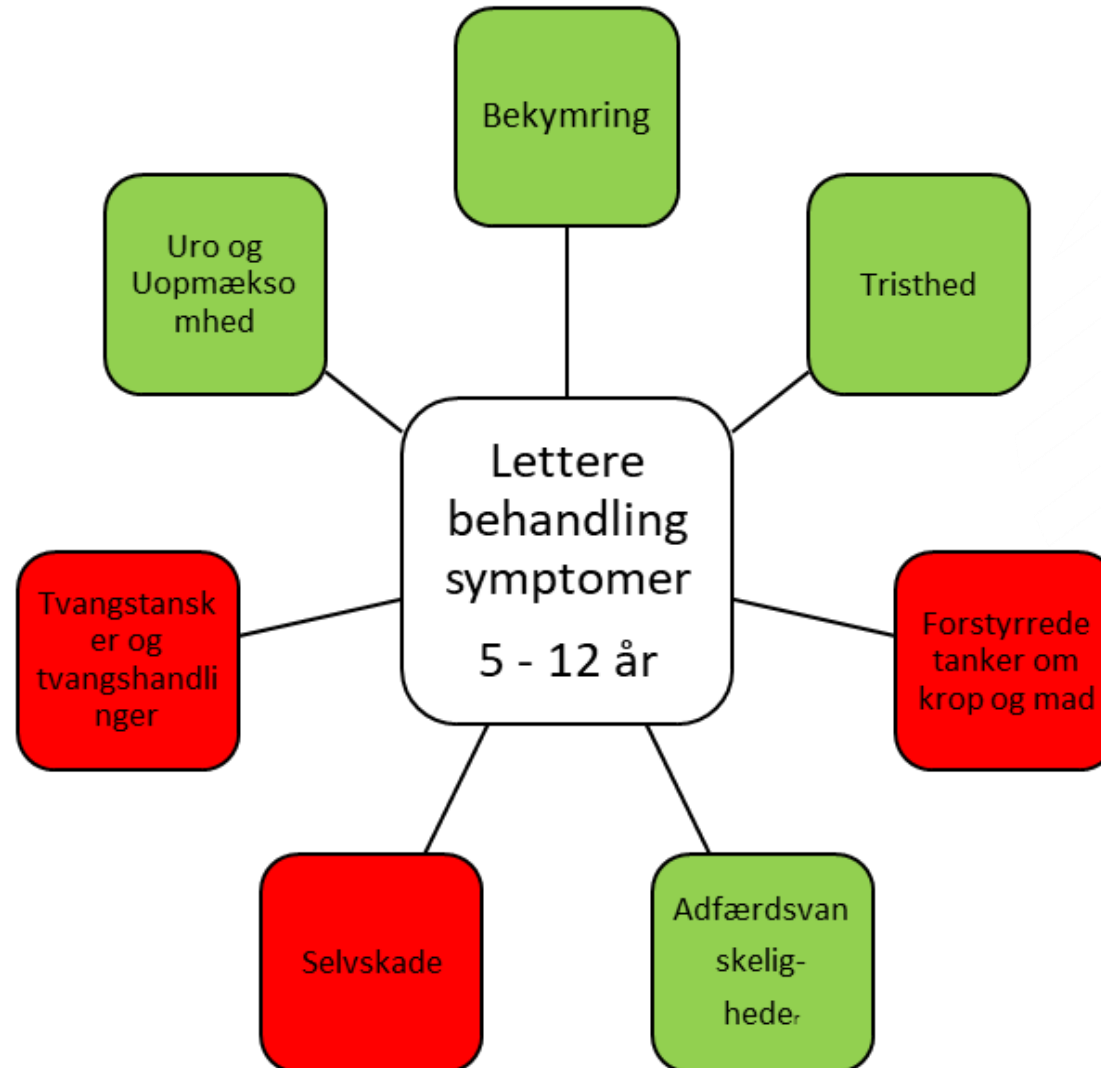 Bekymring
Uro og
Uopmækso
mhed
Tristhed
Lettere
behandling
symptomer
5 - 12 år
Tvangstansk
er og
tvangshandli
nger
Forstyrrede
tanker om
krop og mad
Selvskade
Adfærdsvan
skelig-
heder